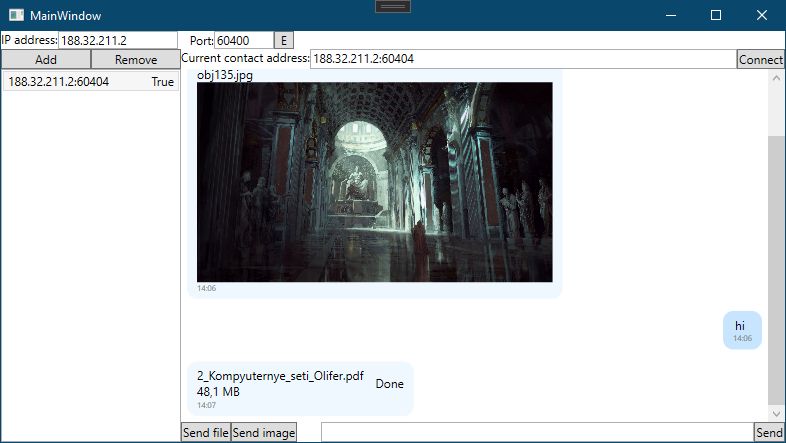 MainWindow
IP address: 188.32.211.2 Port: 60400 E
Add Remove Current contact address: 188.32.211.2:60404 Connect
188.32.211.2:60404 True
obj135.jpg
14:06
hi
14:06
2_Kompyuternye_seti_Olifer.pdf Done
48,1 MB
14:07
Send file Send image Send